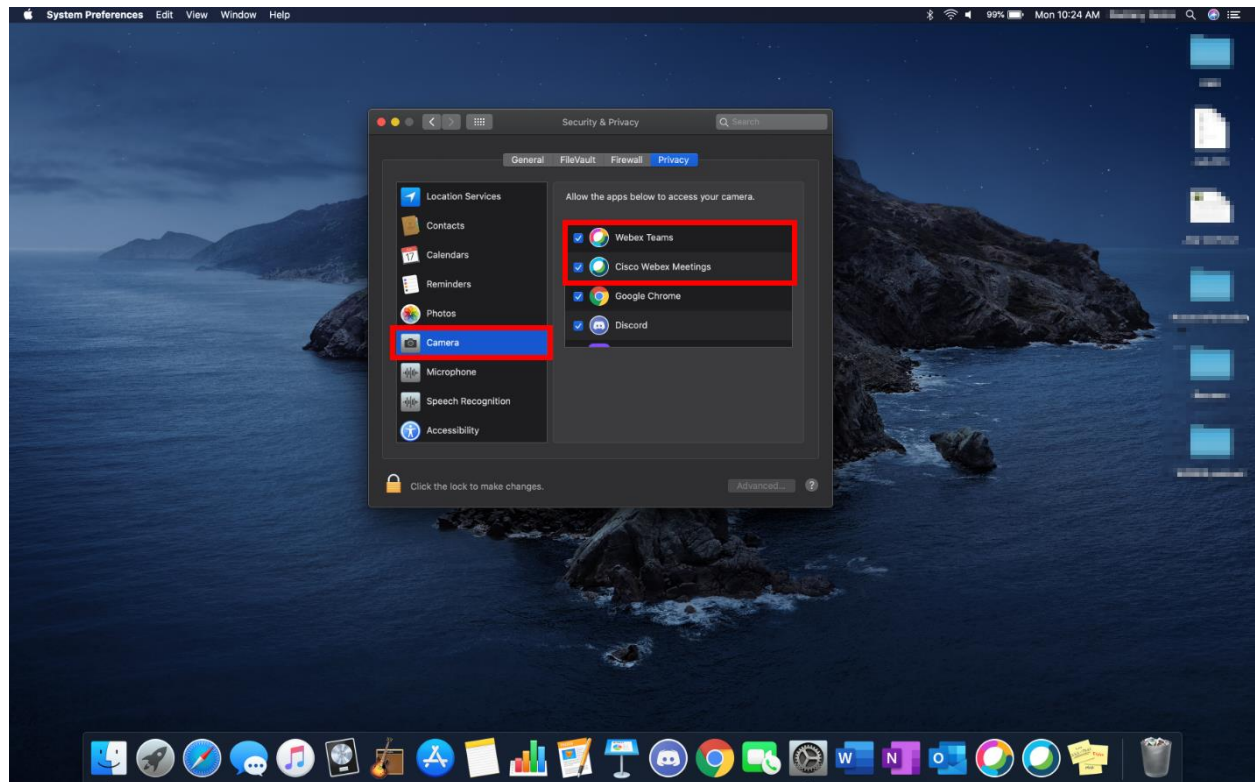 System Preferences Edit View Window Help
99% Mon 10:24 AM
Security & Privacy
Search
General FileVault Firewall Privacy
Location Services
Contacts
17
Calendars
Reminders
Photos
Camera
Microphone
Speech Recognition
Accessibility
Allow the apps below to access your camera.
Webex Teams
Cisco Webex Meetings
Google Chrome
Discord
Click the lock to make changes.
Advanced...
?
W
N